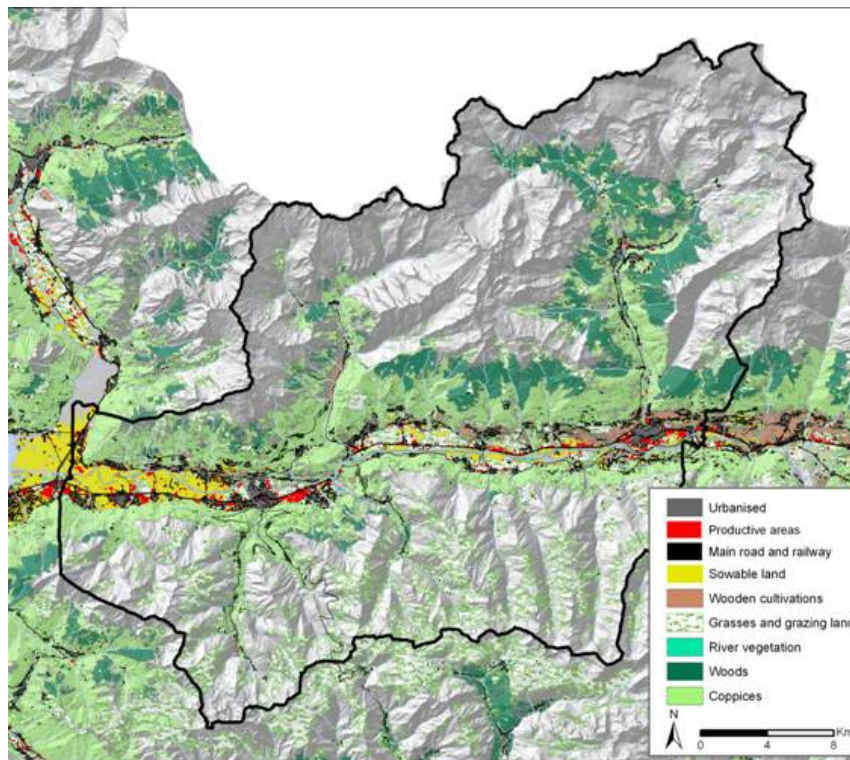 Urbanised
Productive areas
Main road and railway
Sowable land
Wooden cultivations
Grasses and grazing land
River vegetation
Woods
Coppices
N
Km
0 4 8